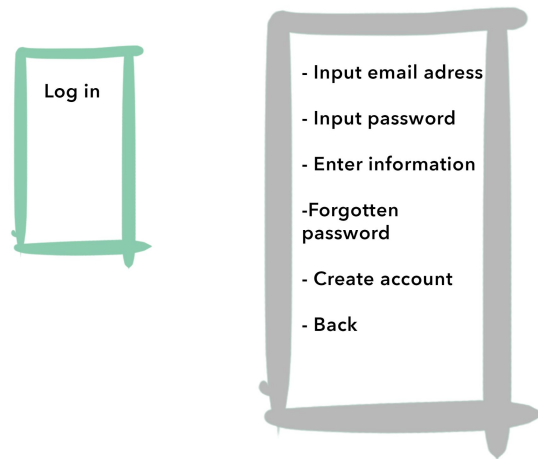 Log in
- Input email adress
- Input password
- Enter information
-Forgotten
password
- Create account
- Back